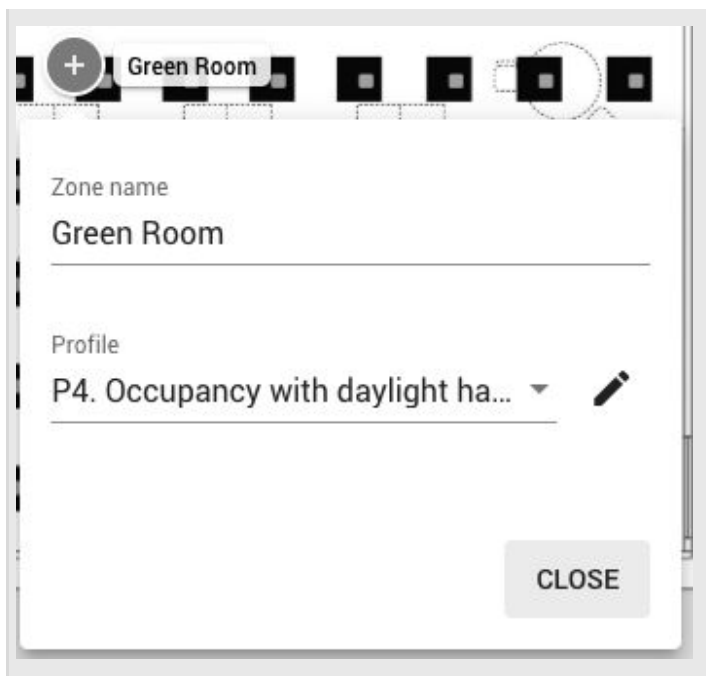 Green Room
Zone name
Green Room
Profile
P4. Occupancy with daylight ha...
CLOSE